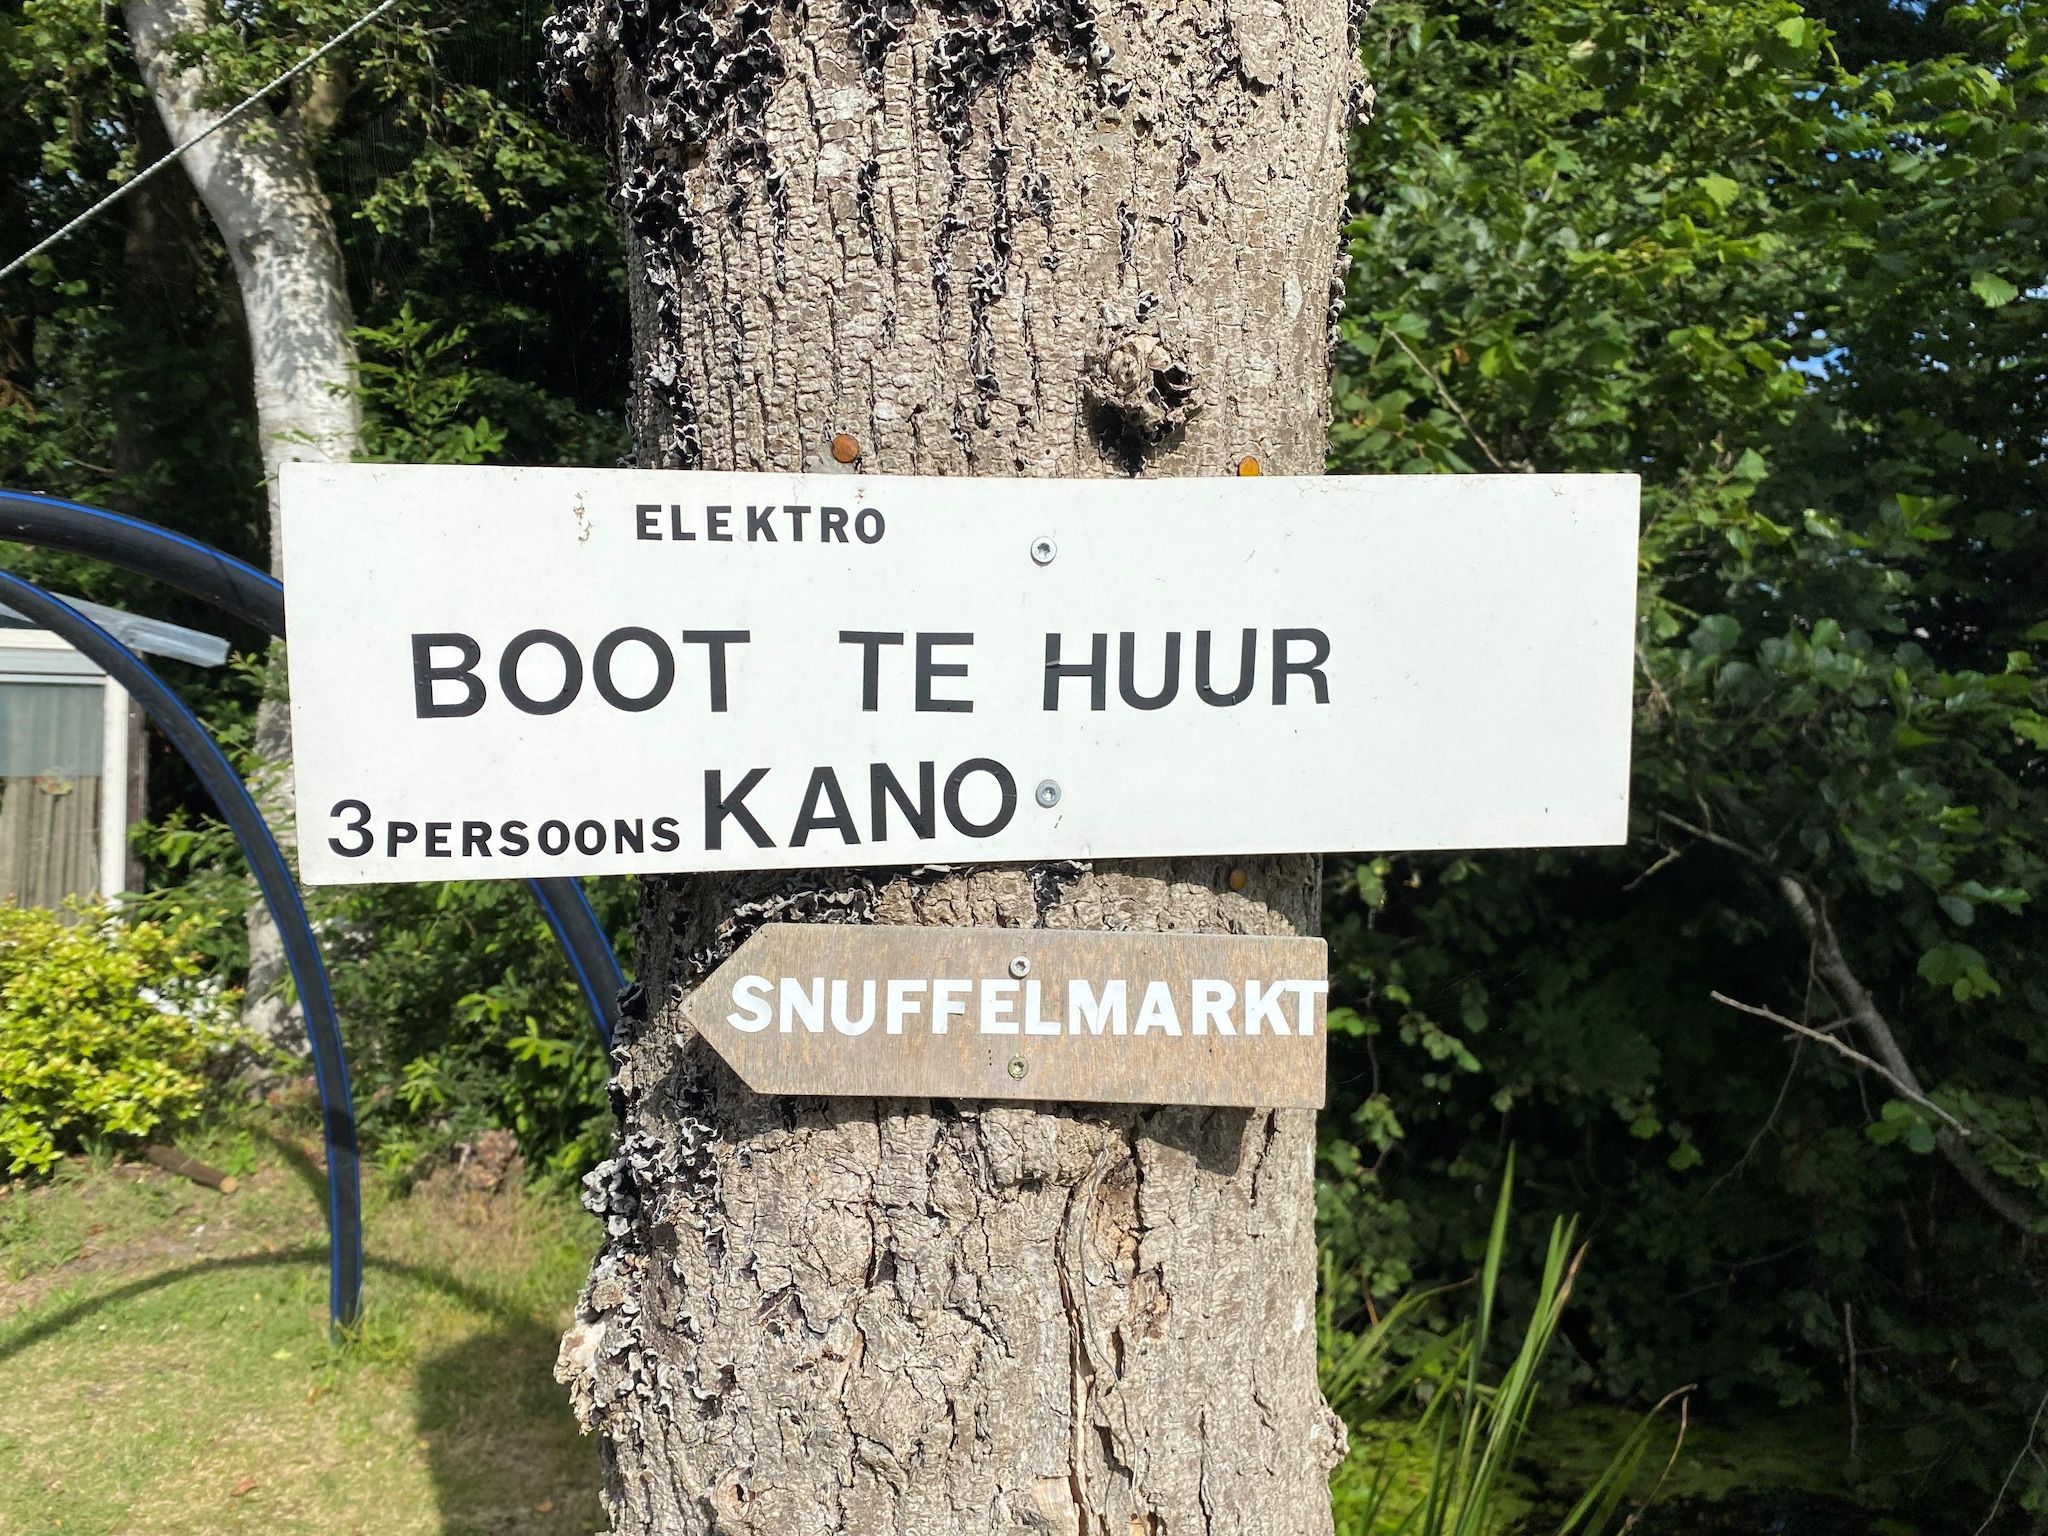 ELEKTRO
BOOT TE HUUR
3 PERSOONS KANO
SNUFFELMARKT